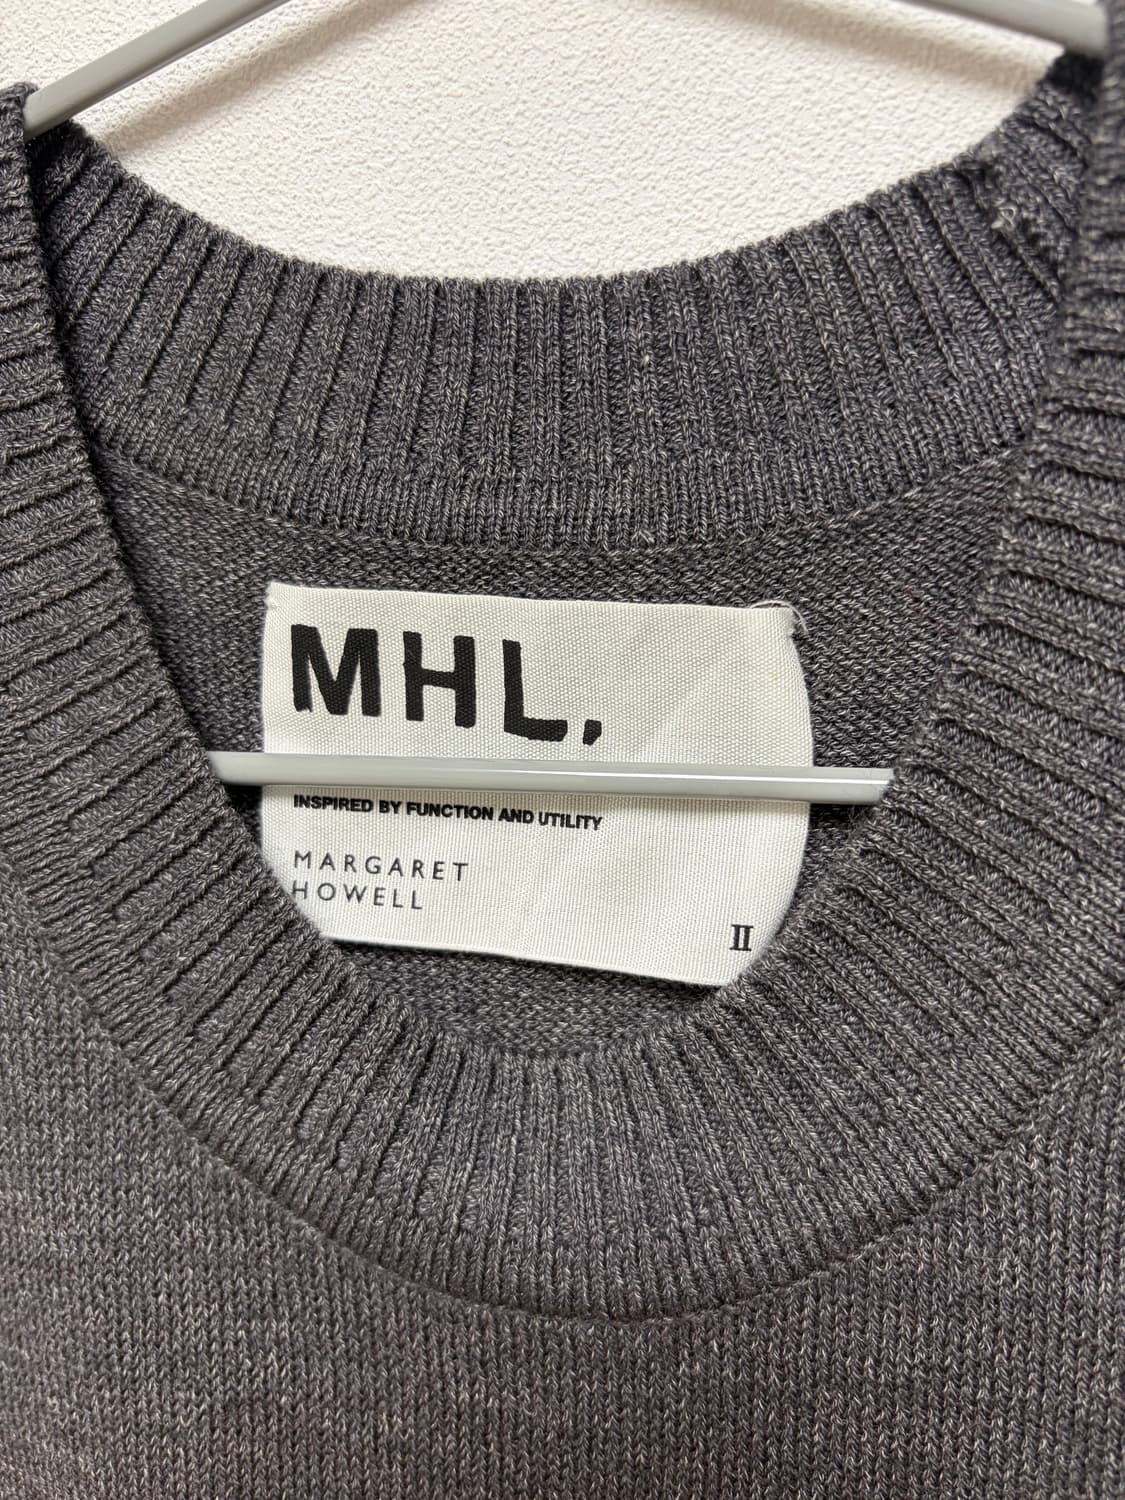 MHL.
INSPIRED BY FUNCTION AND UTILITY
MARGARET
HOWELL
II